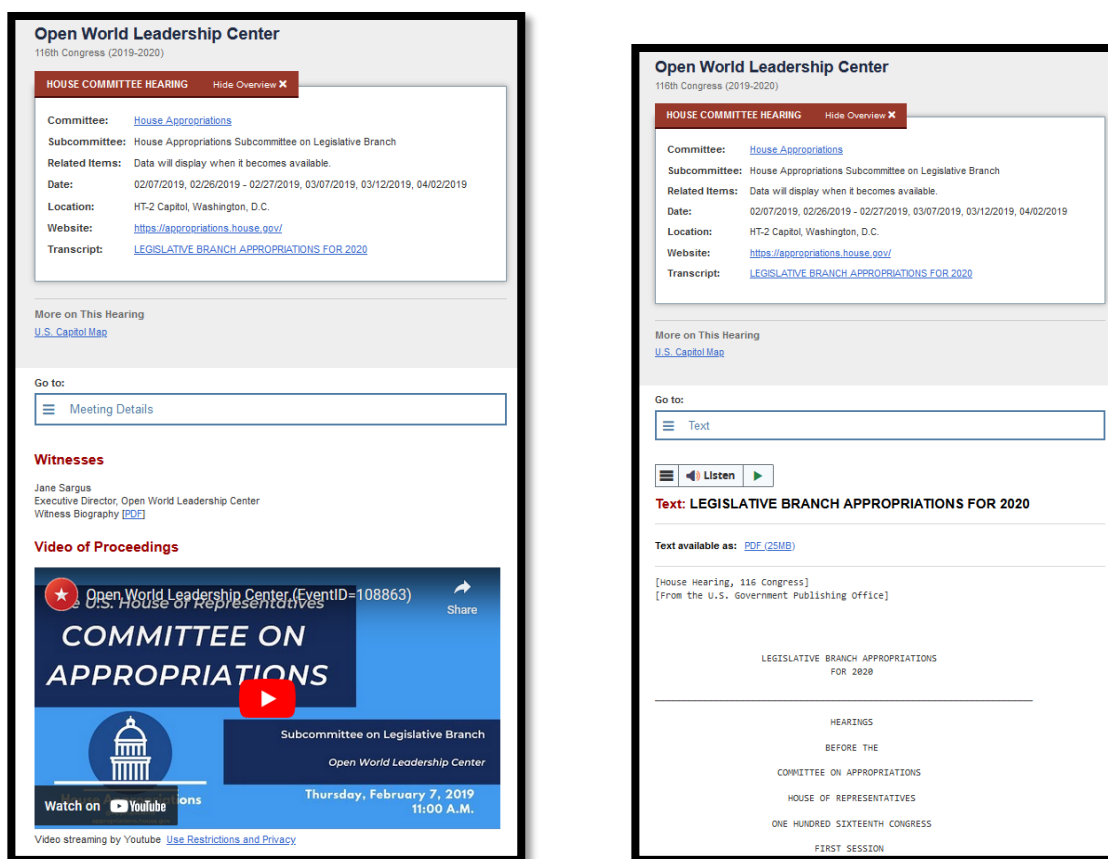 Open World Leadership Center
116th Congress (2019-2020)
HOUSE COMMITTEE HEARING Hide Overview ✕
Committee: House Appropriations
Subcommittee: House Appropriations Subcommittee on Legislative Branch
Related Items: Data will display when it becomes available.
Date: 02/07/2019, 02/26/2019 - 02/27/2019, 03/07/2019, 03/12/2019, 04/02/2019
Location: HT-2 Capitol, Washington, D.C.
Website: https://appropriations.house.gov/
Transcript: LEGISLATIVE BRANCH APPROPRIATIONS FOR 2020
More on This Hearing
U.S. Capitol Map
Go to:
Meeting Details
Witnesses
Jane Sargus
Executive Director, Open World Leadership Center
Witness Biography [PDF]
Video of Proceedings
Open World Leadership Center (EventID=108863)
Share
U.S. House of Representatives
COMMITTEE ON
APPROPRIATIONS
Subcommittee on Legislative Branch
Open World Leadership Center
Thursday, February 7, 2019
11:00 A.M.
Watch on YouTube
Video streaming by Youtube Use Restrictions and Privacy
Open World Leadership Center
116th Congress (2019-2020)
HOUSE COMMITTEE HEARING Hide Overview ✕
Committee: House Appropriations
Subcommittee: House Appropriations Subcommittee on Legislative Branch
Related Items: Data will display when it becomes available.
Date: 02/07/2019, 02/26/2019 - 02/27/2019, 03/07/2019, 03/12/2019, 04/02/2019
Location: HT-2 Capitol, Washington, D.C.
Website: https://appropriations.house.gov/
Transcript: LEGISLATIVE BRANCH APPROPRIATIONS FOR 2020
More on This Hearing
U.S. Capitol Map
Go to:
Text
Listen
Text: LEGISLATIVE BRANCH APPROPRIATIONS FOR 2020
Text available as: PDF (25MB)
[House Hearing, 116 Congress]
[From the U.S. Government Publishing Office]
LEGISLATIVE BRANCH APPROPRIATIONS
FOR 2020
HEARINGS
BEFORE THE
COMMITTEE ON APPROPRIATIONS
HOUSE OF REPRESENTATIVES
ONE HUNDRED SIXTEENTH CONGRESS
FIRST SESSION